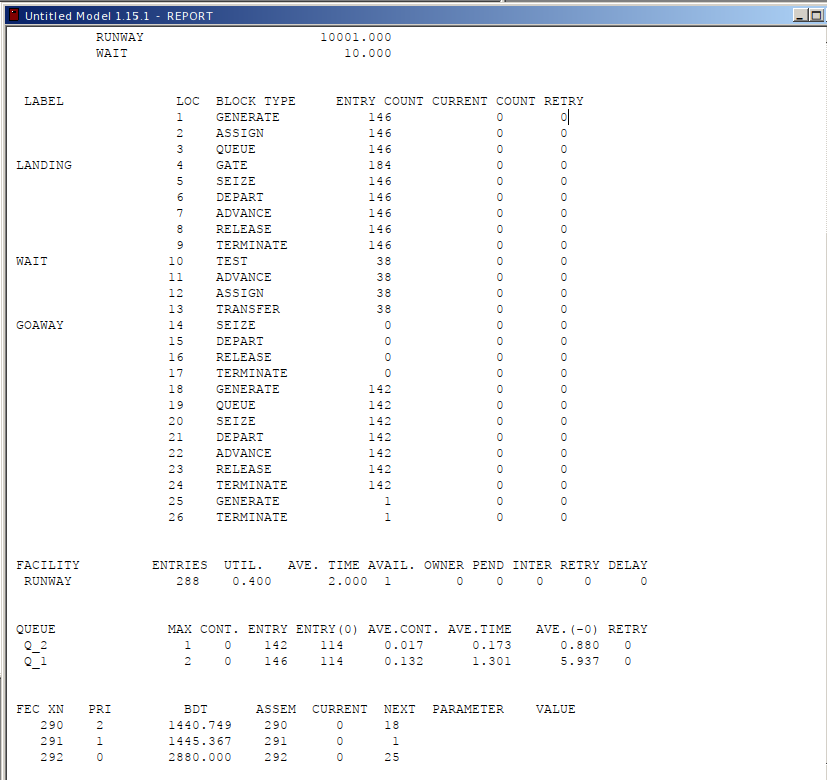 Untitled Model 1.15.1 - REPORT
RUNWAY 10001.000
WAIT 10.000
LABEL LOC BLOCK TYPE ENTRY COUNT CURRENT COUNT RETRY
1 GENERATE 146 0 0
2 ASSIGN 146 0 0
3 QUEUE 146 0 0
LANDING 4 GATE 184 0 0
5 SEIZE 146 0 0
6 DEPART 146 0 0
7 ADVANCE 146 0 0
8 RELEASE 146 0 0
9 TERMINATE 146 0 0
WAIT 10 TEST 38 0 0
11 ADVANCE 38 0 0
12 ASSIGN 38 0 0
13 TRANSFER 38 0 0
GOAWAY 14 SEIZE 0 0 0
15 DEPART 0 0 0
16 RELEASE 0 0 0
17 TERMINATE 0 0 0
18 GENERATE 142 0 0
19 QUEUE 142 0 0
20 SEIZE 142 0 0
21 DEPART 142 0 0
22 ADVANCE 142 0 0
23 RELEASE 142 0 0
24 TERMINATE 142 0 0
25 GENERATE 1 0 0
26 TERMINATE 1 0 0
FACILITY ENTRIES UTIL. AVE. TIME AVAIL. OWNER PEND INTER RETRY DELAY
RUNWAY 288 0.400 2.000 1 0 0 0 0 0
QUEUE MAX CONT. ENTRY ENTRY(0) AVE.CONT. AVE.TIME AVE.(-0) RETRY
Q_2 1 0 142 114 0.017 0.173 0.880 0
Q_1 2 0 146 114 0.132 1.301 5.937 0
FEC XN PRI BDT ASSEM CURRENT NEXT PARAMETER VALUE
290 2 1440.749 290 0 18
291 1 1445.367 291 0 1
292 0 2880.000 292 0 25